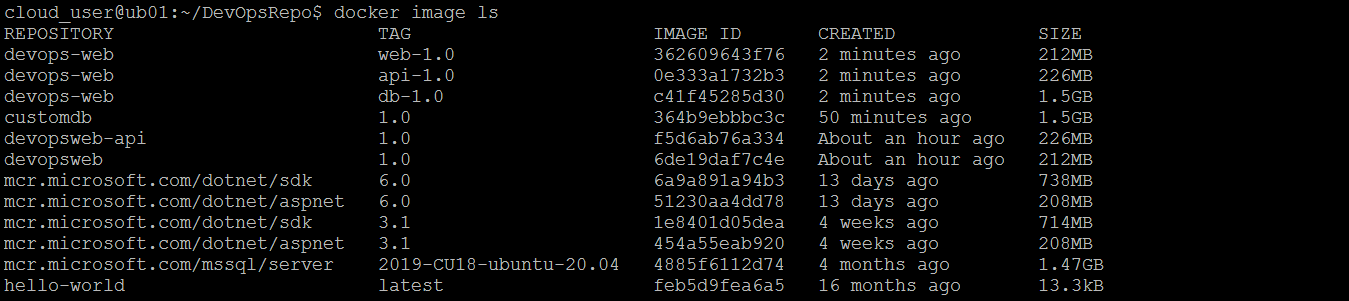 cloud_user@ub01:~/DevOpsRepo$ docker image ls
REPOSITORY TAG IMAGE ID CREATED SIZE
devops-web web-1.0 362609643f76 2 minutes ago 212MB
devops-web api-1.0 0e333a1732b3 2 minutes ago 226MB
devops-web db-1.0 c41f45285d30 2 minutes ago 1.5GB
customdb 1.0 364b9ebbbc3c 50 minutes ago 1.5GB
devopsweb-api 1.0 f5d6ab76a334 About an hour ago 226MB
devopsweb 1.0 6de19daf7c4e About an hour ago 212MB
mcr.microsoft.com/dotnet/sdk 6.0 6a9a891a94b3 13 days ago 738MB
mcr.microsoft.com/dotnet/aspnet 6.0 51230aa4dd78 13 days ago 208MB
mcr.microsoft.com/dotnet/sdk 3.1 1e8401d05dea 4 weeks ago 714MB
mcr.microsoft.com/dotnet/aspnet 3.1 454a55eab920 4 weeks ago 208MB
mcr.microsoft.com/mssql/server 2019-CU18-ubuntu-20.04 4885f6112d74 4 months ago 1.47GB
hello-world latest feb5d9fea6a5 16 months ago 13.3kB